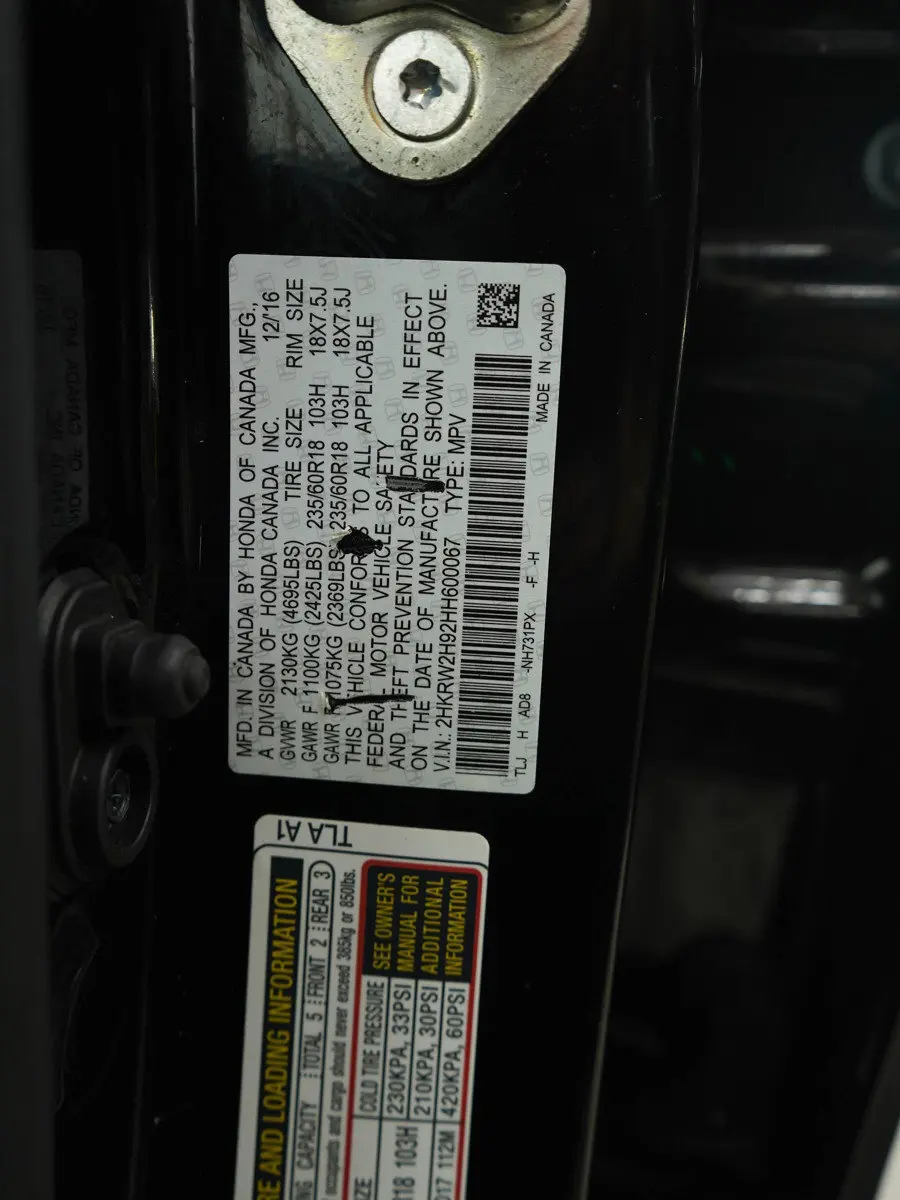 MFD. IN CANADA BY HONDA OF CANADA MFG.,
A DIVISION OF HONDA CANADA INC. 12/'16
GVWR 2130KG (4695LBS) TIRE SIZE RIM SIZE
GAWR F 1100KG (2425LBS) 235/60R18 103H 18X7.5J
GAWR 1075KG (2369LBS 235/60R18 103H 18X7.5J
THIS VEHICLE TO ALL APPLICABLE
MOTOR VEHICLE SAFETY
AND THEFT PREVENTION STANDARDS IN EFFECT
ON THE DATE OF MANUFACTURE SHOWN ABOVE.
V.I.N.: 2HKRW2H92HH600067 TYPE: MPV
TLJ H AD8 -NH731PX -F -H MADE IN CANADA
TLA A1
RE AND LOADING INFORMATION
NG CAPACITY TOTAL 5 FRONT 2 REAR 3
occupants and cargo should never exceed 385kg or 850lbs.
ZE COLD TIRE PRESSURE
18 103H 230KPA, 33PSI
210KPA, 30PSI
D17 112M 420KPA, 60PSI
SEE OWNER'S
MANUAL FOR
ADDITIONAL
INFORMATION